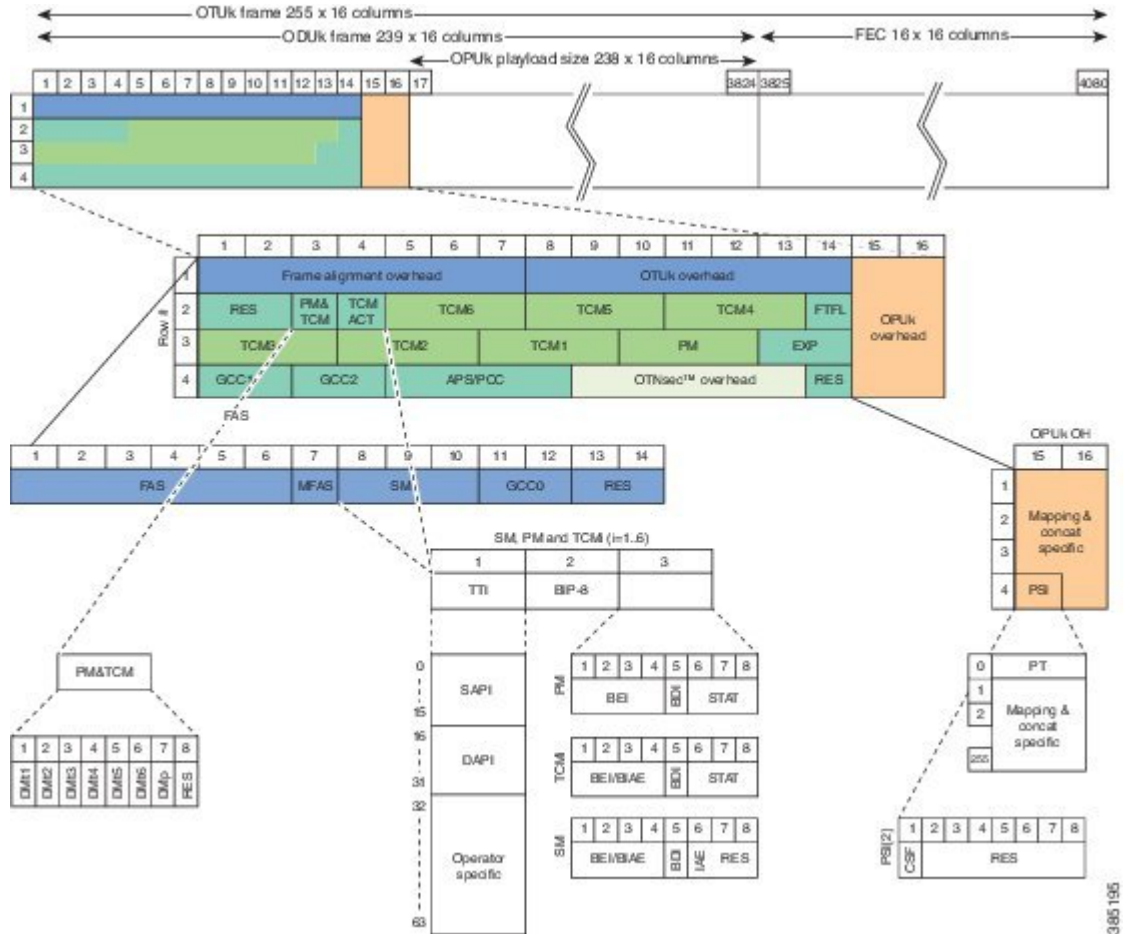 OTUk frame 255 x 16 columns
ODUk frame 239 x 16 columns
FEC 16 x 16 columns
OPUk playload size 238 x 16 columns
1 2 3 4 5 6 7 8 9 10 11 12 13 14 15 16 17 3824 3825 4080
1
2
3
4
1 2 3 4 5 6 7 8 9 10 11 12 13 14 15 16
Row #
1 Frame alignment overhead OTUk overhead
2 RES PM& TCM TCM ACT TCM6 TCM5 TCM4 FTFL
OPUk overhead
3 TCM3 TCM2 TCM1 PM EXP
4 GCC1 GCC2 APS/PCC OTNsec™ overhead RES
FAS
1 2 3 4 5 6 7 8 9 10 11 12 13 14
FAS MFAS SM GCC0 RES
OPUk OH
15 16
1
2
3
4
Mapping & concat specific
PSI
SM, PM and TCMi (i=1..6)
1 2 3
TTI BIP-8
PM&TCM
1 2 3 4 5 6 7 8
DMt1 DMt2 DMt3 DMt4 DMt5 DMt6 DMp RES
0
SAPI
15
16
DAPI
31
32
Operator specific
63
PM
1 2 3 4 5 6 7 8
BEI BDI STAT
TCMi
1 2 3 4 5 6 7 8
BEI/BIAE BDI STAT
SM
1 2 3 4 5 6 7 8
BEI/BIAE BDI IAE RES
0 PT
1
2
255
Mapping & concat specific
PSI[2]
1 2 3 4 5 6 7 8
CSF RES
385195